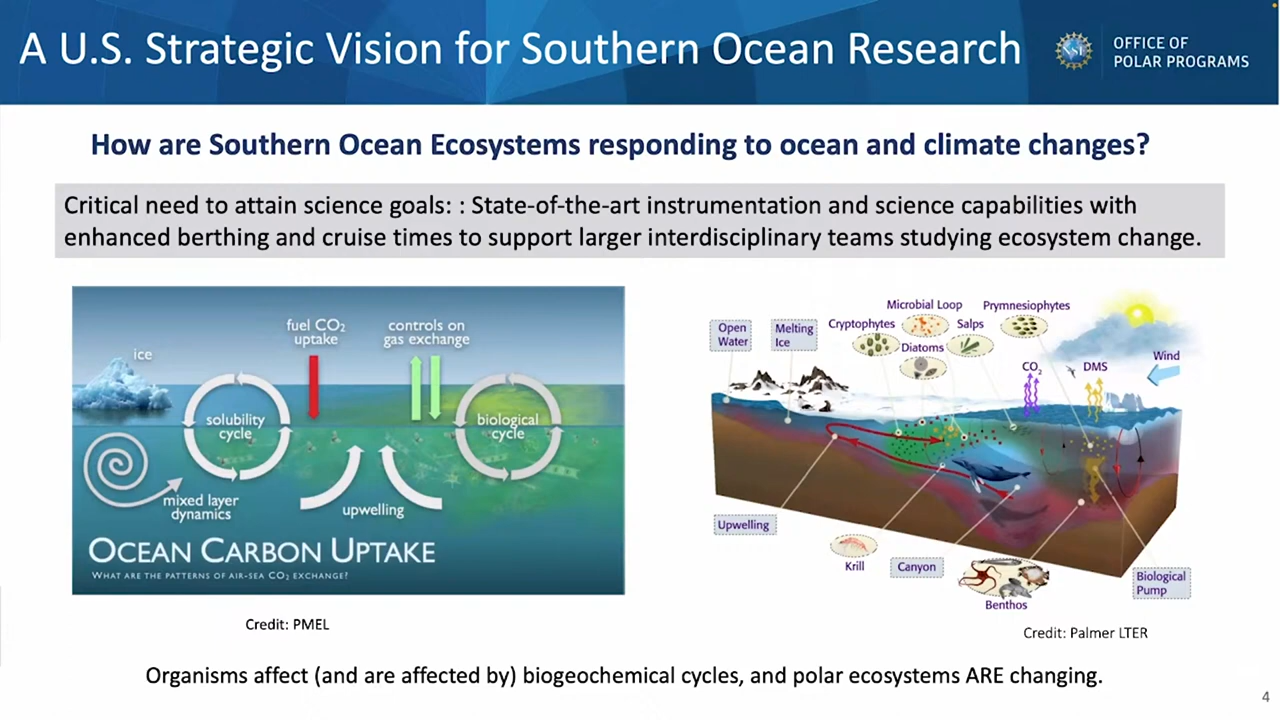 A U.S. Strategic Vision for Southern Ocean Research
NSF
OFFICE OF
POLAR PROGRAMS
How are Southern Ocean Ecosystems responding to ocean and climate changes?
Critical need to attain science goals: : State-of-the-art instrumentation and science capabilities with
enhanced berthing and cruise times to support larger interdisciplinary teams studying ecosystem change.
ice
fuel CO₂
uptake
controls on
gas exchange
solubility
cycle
biological
cycle
mixed layer
dynamics
upwelling
OCEAN CARBON UPTAKE
WHAT ARE THE PATTERNS OF AIR-SEA CO₂ EXCHANGE?
Credit: PMEL
Open
Water
Melting
Ice
Cryptophytes
Microbial Loop
Diatoms
Salps
Prymnesiophytes
CO₂
DMS
Wind
Upwelling
Krill
Canyon
Benthos
Biological
Pump
Credit: Palmer LTER
Organisms affect (and are affected by) biogeochemical cycles, and polar ecosystems ARE changing.
4